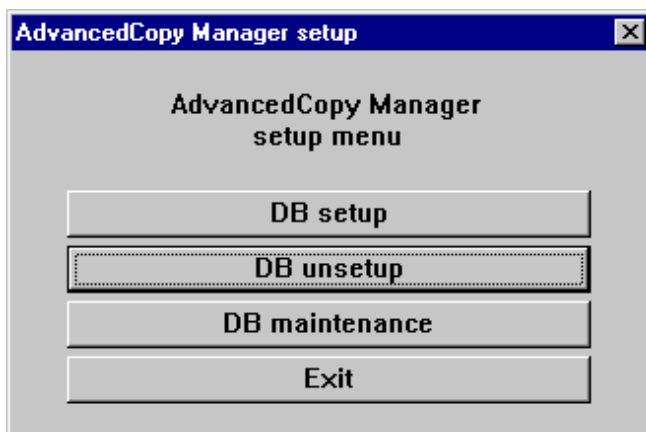 AdvancedCopy Manager setup
AdvancedCopy Manager
setup menu
DB setup
DB unsetup
DB maintenance
Exit